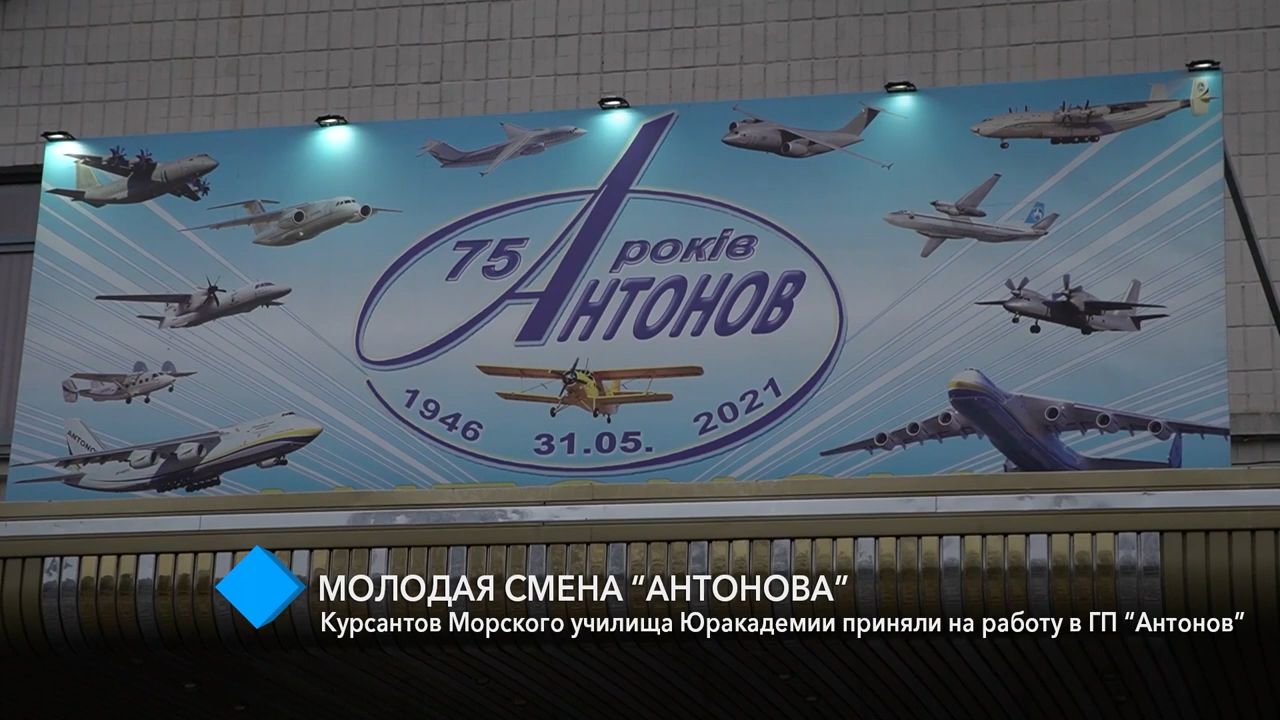 75 років
Антонов
1946 31.05. 2021
ANTONO
МОЛОДАЯ СМЕНА “АНТОНОВА”
Курсантов Морского училища Юракадемии приняли на работу в ГП “Антонов”